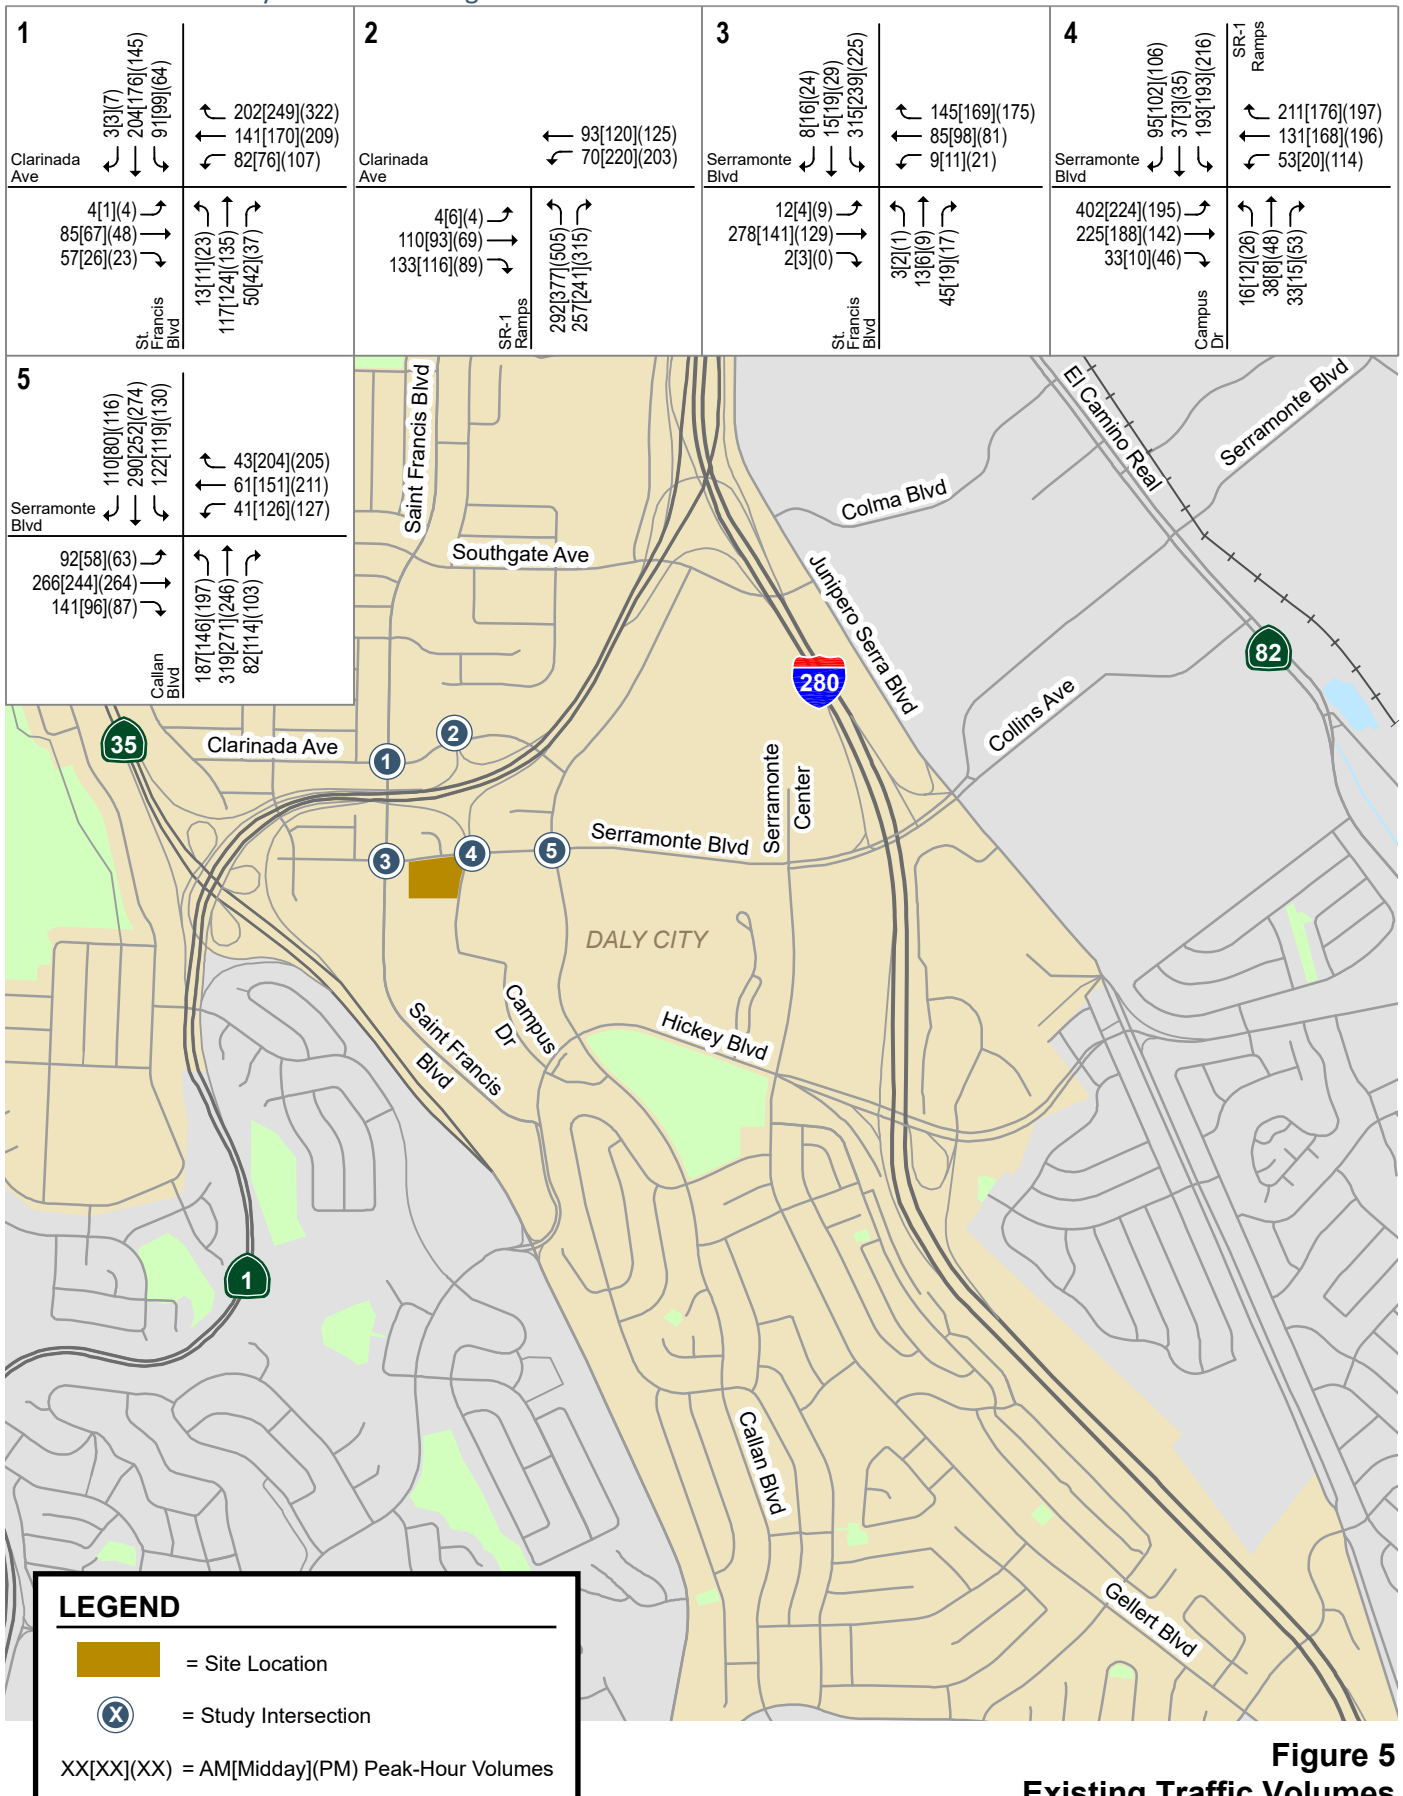 1
3[3](7)
204[176](145)
91[99](64)
202[249](322)
141[170](209)
82[76](107)
Clarinada
Ave
4[1](4)
85[67](48)
57[26](23)
13[11](23)
117[124](135)
50[42](37)
St.
Francis
Blvd
2
93[120](125)
70[220](203)
Clarinada
Ave
4[6](4)
110[93](69)
133[116](89)
292[377](505)
257[241](315)
SR-1
Ramps
3
8[16](24)
15[19](29)
315[239](225)
145[169](175)
85[98](81)
9[11](21)
Serramonte
Blvd
12[4](9)
278[141](129)
2[3](0)
3[2](1)
13[6](9)
45[19](17)
St.
Francis
Blvd
4
95[102](106)
37[3](35)
193[193](216)
SR-1
Ramps
211[176](197)
131[168](196)
53[20](114)
Serramonte
Blvd
402[224](195)
225[188](142)
33[10](46)
16[12](26)
38[8](48)
33[15](53)
Campus
Dr
5
110[80](116)
290[252](274)
122[119](130)
43[204](205)
61[151](211)
41[126](127)
Serramonte
Blvd
92[58](63)
266[244](264)
141[96](87)
187[146](197)
319[271](246)
82[114](103)
Callan
Blvd
Saint Francis Blvd
Southgate Ave
El Camino Real
Serramonte Blvd
Colma Blvd
Junipero Serra Blvd
280
82
Collins Ave
35
Clarinada Ave
1
2
Serramonte
Center
3
4
5
Serramonte Blvd
DALY CITY
Saint Francis
Blvd
Campus
Dr
Hickey Blvd
1
Callan Blvd
Gellert Blvd
LEGEND
= Site Location
X
= Study Intersection
XX[XX](XX) = AM[Midday](PM) Peak-Hour Volumes
Figure 5
Existing Traffic Volumes